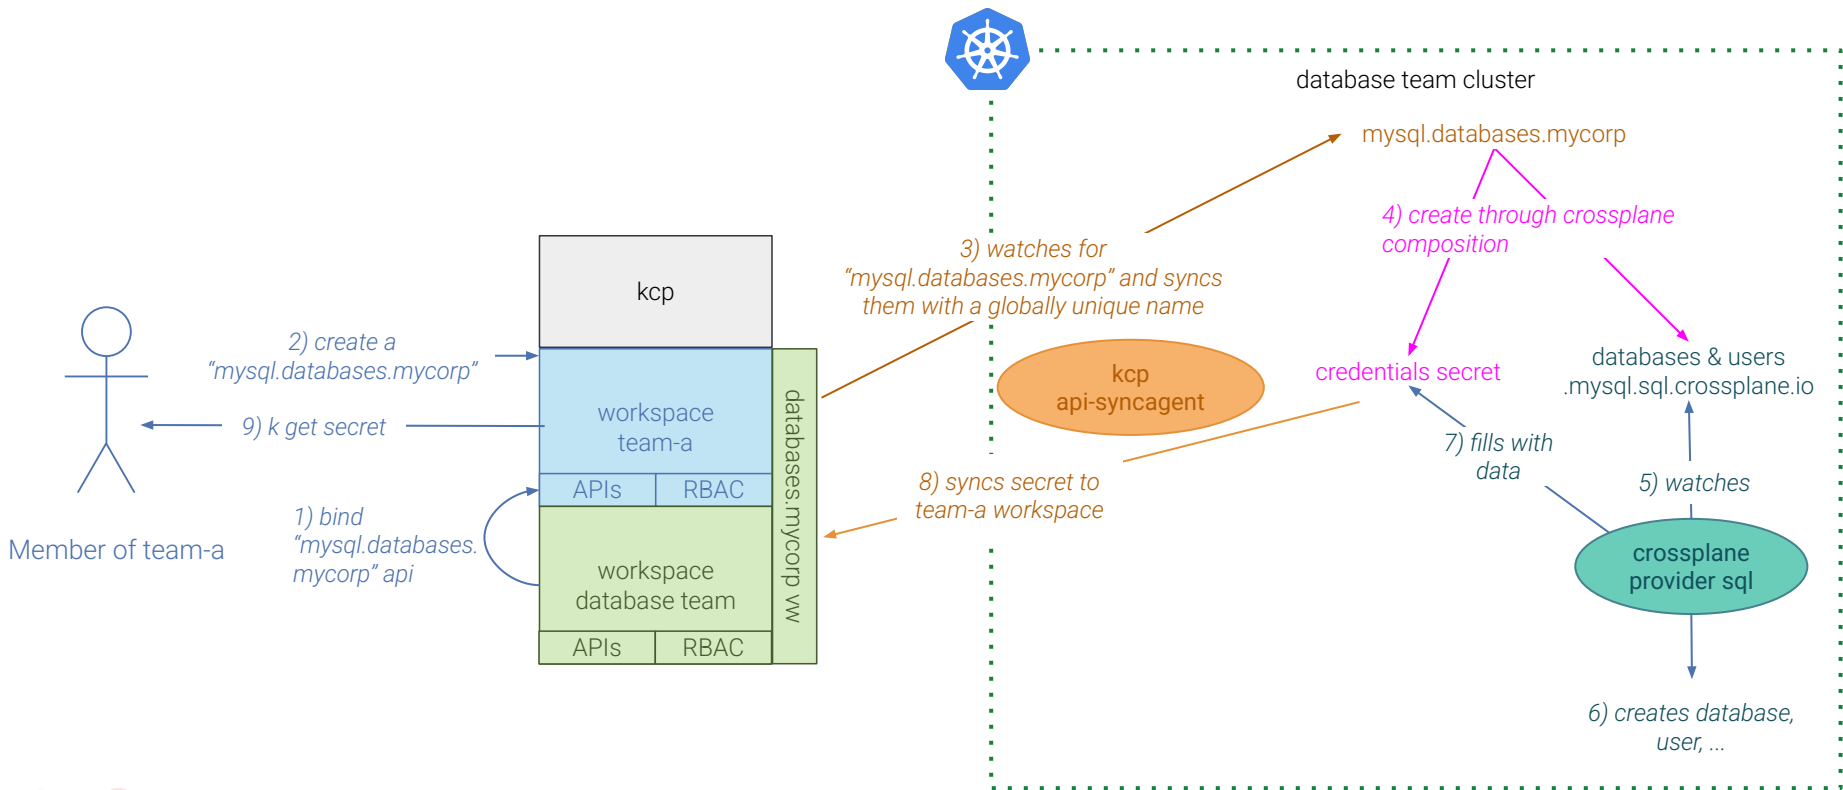 database team cluster
mysql.databases.mycorp
4) create through crossplane
composition
3) watches for
“mysql.databases.mycorp” and syncs
them with a globally unique name
kcp
2) create a
“mysql.databases.mycorp”
databases & users
.mysql.sql.crossplane.io
credentials secret
kcp
api-syncagent
workspace
team-a
databases.mycorp vw
9) k get secret
7) fills with
data
5) watches
8) syncs secret to
team-a workspace
APIs
RBAC
1) bind
“mysql.databases.
mycorp” api
Member of team-a
workspace
database team
crossplane
provider sql
APIs
RBAC
6) creates database,
user, ...